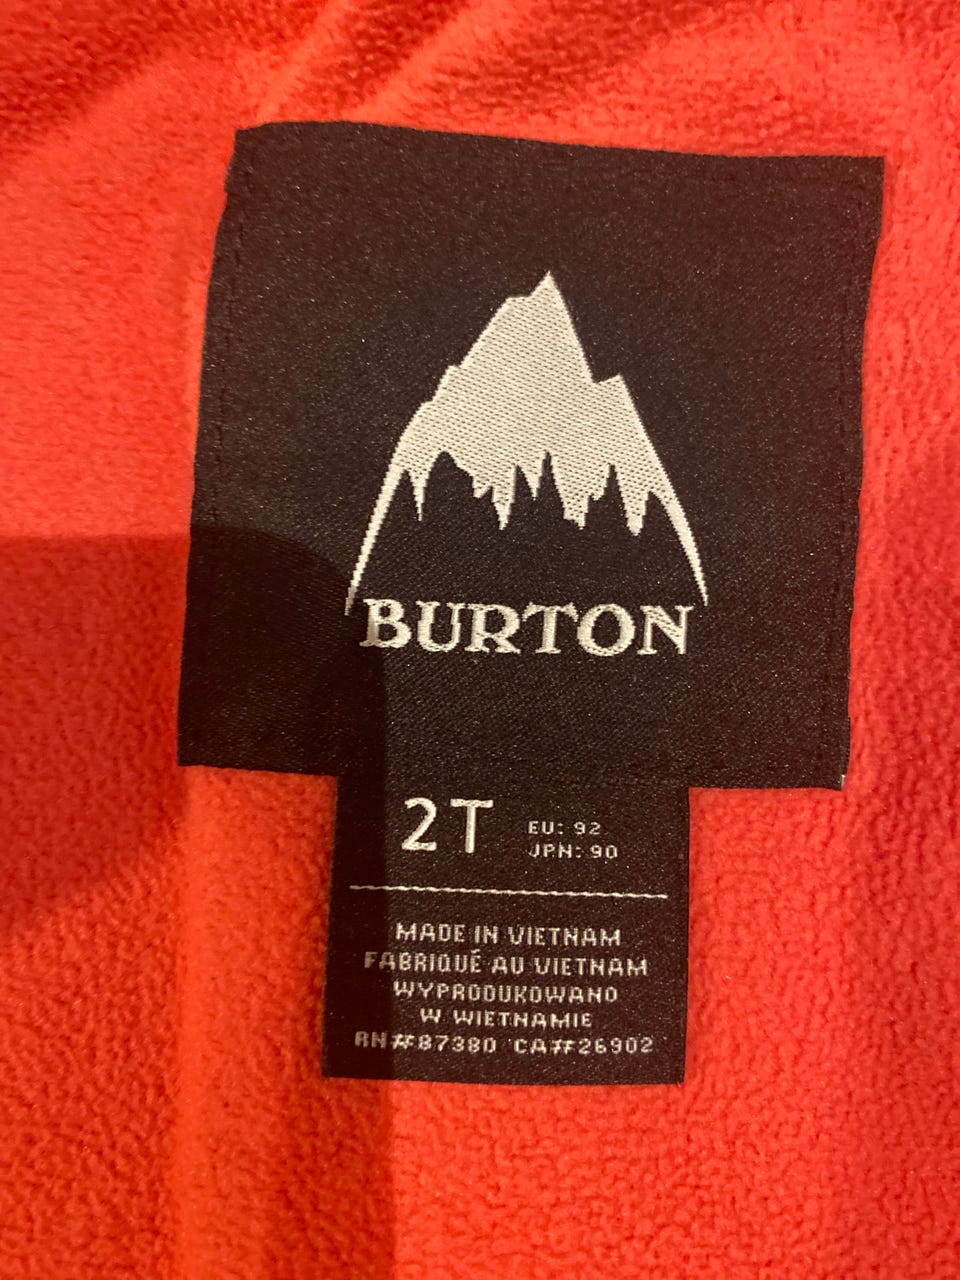 BURTON
2T
EU: 92
JPN: 90
MADE IN VIETNAM
FABRIQUÉ AU VIETNAM
WYPRODUKOWANO
W WIETNAMIE
RN#87380 CA#26902